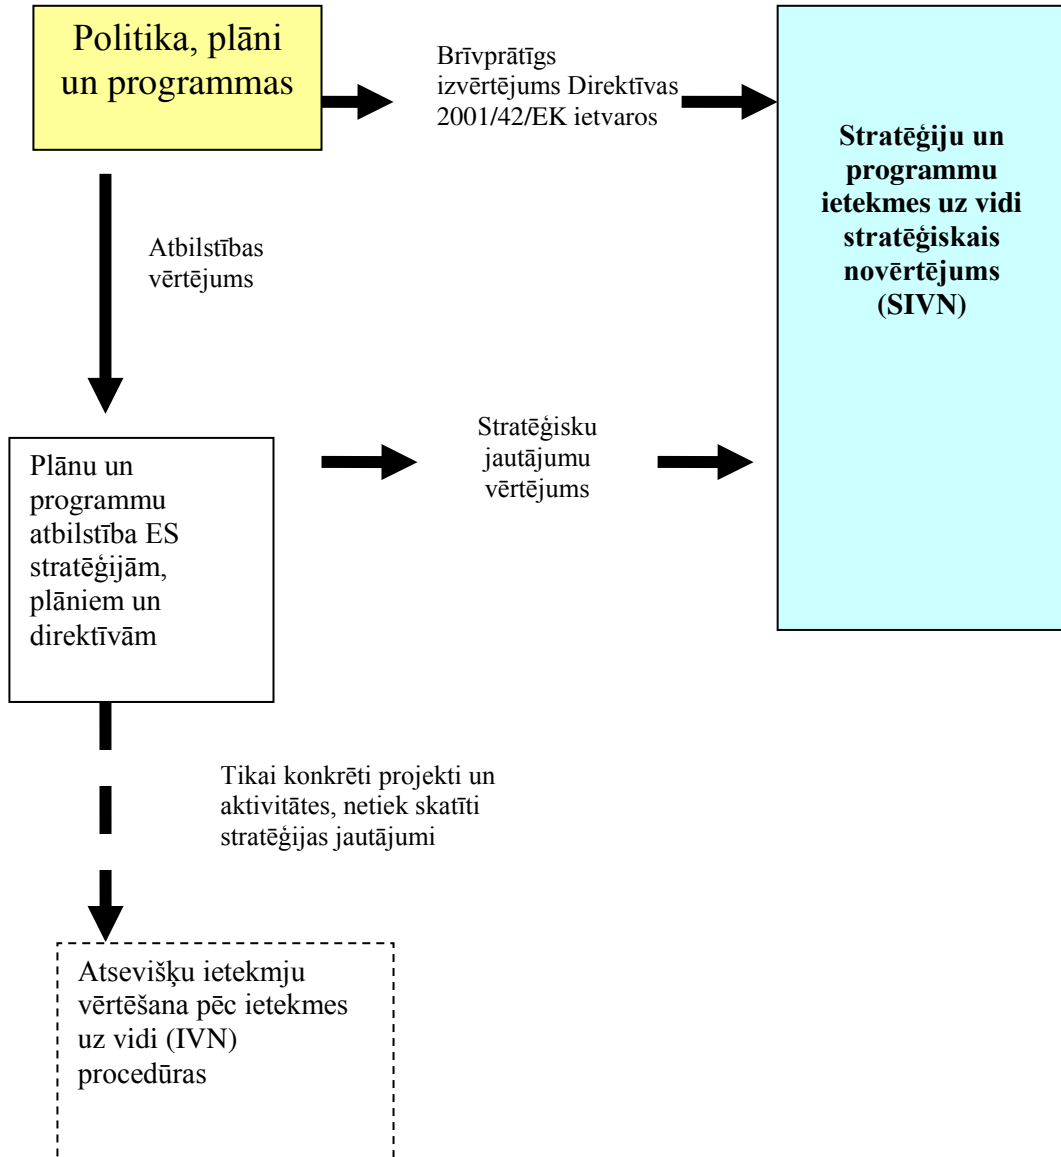 Politika, plāni
un programmas
Brīvprātīgs
izvērtējums Direktīvas
2001/42/EK ietvaros
Stratēģiju un
programmu
ietekmes uz vidi
stratēģiskais
novērtējums
(SIVN)
Atbilstības
vērtējums
Plānu un
programmu
atbilstība ES
stratēģijām,
plāniem un
direktīvām
Stratēģisku
jautājumu
vērtējums
Tikai konkrēti projekti un
aktivitātes, netiek skatīti
stratēģijas jautājumi
Atsevišķu ietekmju
vērtēšana pēc ietekmes
uz vidi (IVN)
procedūras